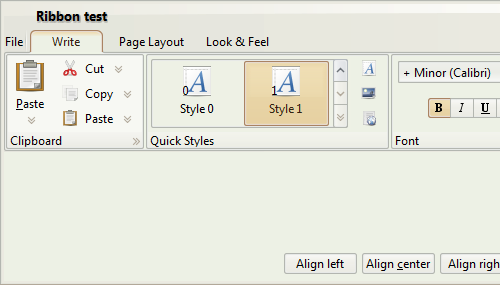 Ribbon test
File Write Page Layout Look & Feel
Paste
Cut
Copy
Paste
Clipboard
0 A
Style 0
1 A
Style 1
A
Quick Styles
+ Minor (Calibri)
B I U
Font
Align left Align center Align righ